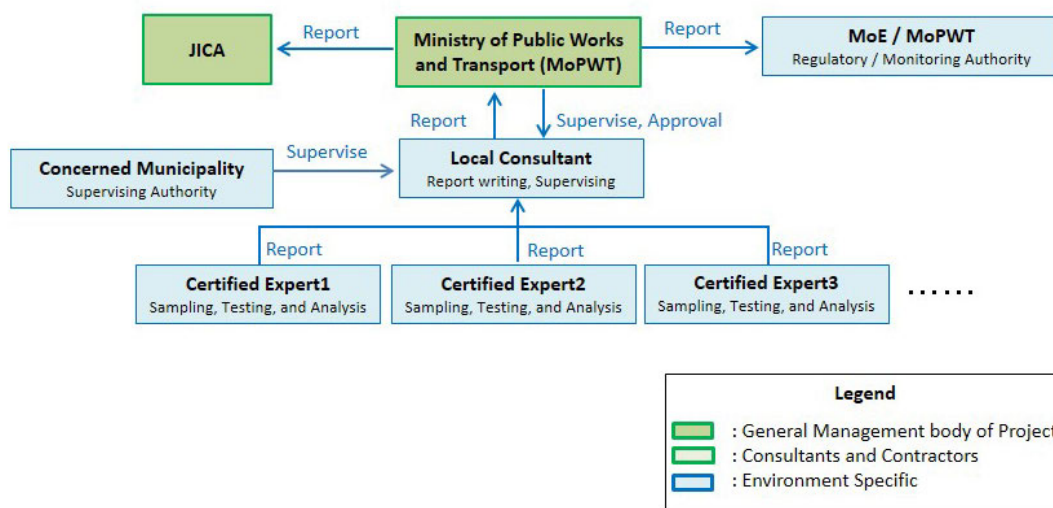 Report
Report
JICA
Ministry of Public Works
and Transport (MoPWT)
MoE / MoPWT
Regulatory / Monitoring Authority
Report
Supervise, Approval
Concerned Municipality
Supervising Authority
Supervise
Local Consultant
Report writing, Supervising
Report
Report
Report
Certified Expert1
Sampling, Testing, and Analysis
Certified Expert2
Sampling, Testing, and Analysis
Certified Expert3
Sampling, Testing, and Analysis
......
Legend
: General Management body of Project
: Consultants and Contractors
: Environment Specific